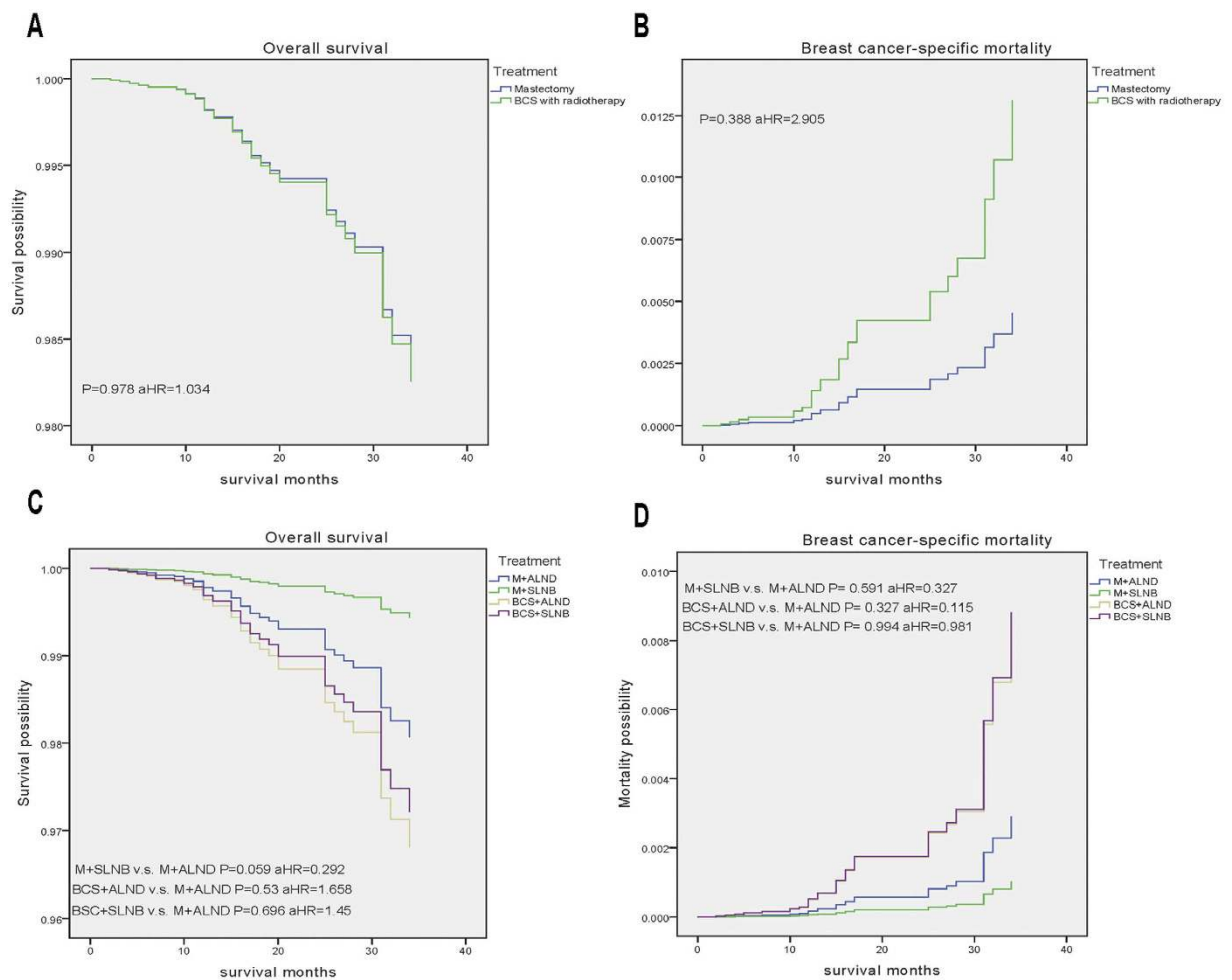 A
Overall survival
Treatment
Mastectomy
BCS with radiotherapy
1.000
0.995
0.990
0.985
0.980
Survival possibility
P=0.978 aHR=1.034
0 10 20 30 40
survival months
B
Breast cancer-specific mortality
Treatment
Mastectomy
BCS with radiotherapy
P=0.388 aHR=2.905
0.0125
0.0100
0.0075
0.0050
0.0025
0.0000
0 10 20 30 40
survival months
C
Overall survival
Treatment
M+ALND
M+SLNB
BCS+ALND
BCS+SLNB
1.00
0.99
0.98
0.97
0.96
Survival possibility
M+SLNB v.s. M+ALND P=0.059 aHR=0.292
BCS+ALND v.s. M+ALND P=0.53 aHR=1.658
BSC+SLNB v.s. M+ALND P=0.696 aHR=1.45
0 10 20 30 40
survival months
D
Breast cancer-specific mortality
Treatment
M+ALND
M+SLNB
BCS+ALND
BCS+SLNB
M+SLNB v.s. M+ALND P= 0.591 aHR=0.327
BCS+ALND v.s. M+ALND P= 0.327 aHR=0.115
BCS+SLNB v.s. M+ALND P= 0.994 aHR=0.981
0.010
0.008
0.006
0.004
0.002
0.000
Mortality possibility
0 10 20 30 40
survival months